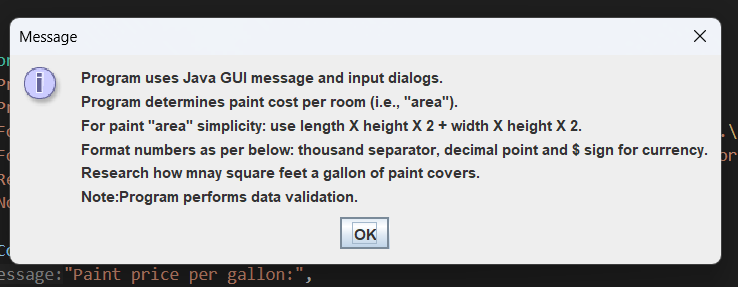 Message
Program uses Java GUI message and input dialogs.
Program determines paint cost per room (i.e., "area").
For paint "area" simplicity: use length X height X 2 + width X height X 2.
Format numbers as per below: thousand separator, decimal point and $ sign for currency.
Research how mnay square feet a gallon of paint covers.
Note:Program performs data validation.
OK
essage:"Paint price per gallon:",